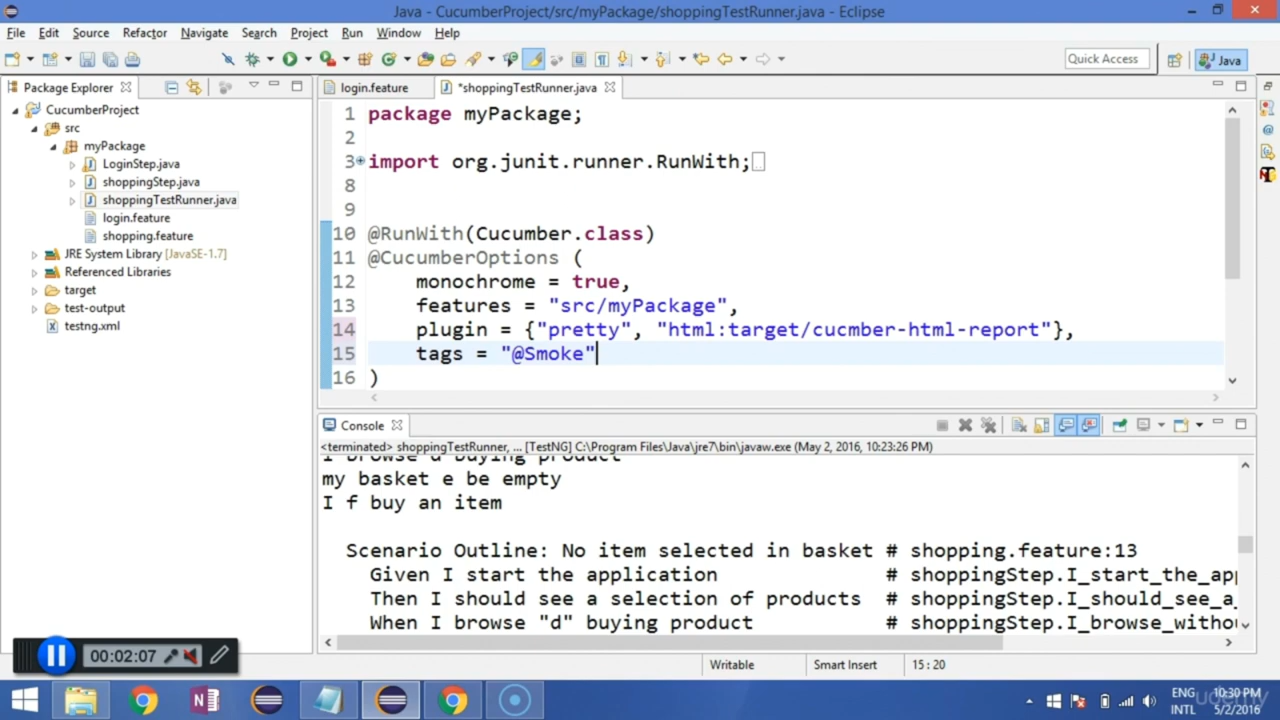 Java - CucumberProject/src/myPackage/shoppingTestRunner.java - Eclipse
File Edit Source Refactor Navigate Search Project Run Window Help
Quick Access
Java
Package Explorer
login.feature
*shoppingTestRunner.java
CucumberProject
src
myPackage
LoginStep.java
shoppingStep.java
shoppingTestRunner.java
login.feature
shopping.feature
JRE System Library [JavaSE-1.7]
Referenced Libraries
target
test-output
testng.xml
1 package myPackage;
2
3 import org.junit.runner.RunWith;
8
9
10 @RunWith(Cucumber.class)
11 @CucumberOptions (
12 monochrome = true,
13 features = "src/myPackage",
14 plugin = {"pretty", "html:target/cucmber-html-report"},
15 tags = "@Smoke"
16 )
Console
<terminated> shoppingTestRunner, ... [TestNG] C:\Program Files\Java\jre7\bin\javaw.exe (May 2, 2016, 10:23:26 PM)
I browse d buying product
my basket e be empty
I f buy an item
Scenario Outline: No item selected in basket # shopping.feature:13
Given I start the application # shoppingStep.I_start_the_app
Then I should see a selection of products # shoppingStep.I_should_see_a_
When I browse "d" buying product # shoppingStep.I_browse_witho
00:02:07
Writable
Smart Insert
15 : 20
ENG
INTL
10:30 PM
5/2/2016
udemy